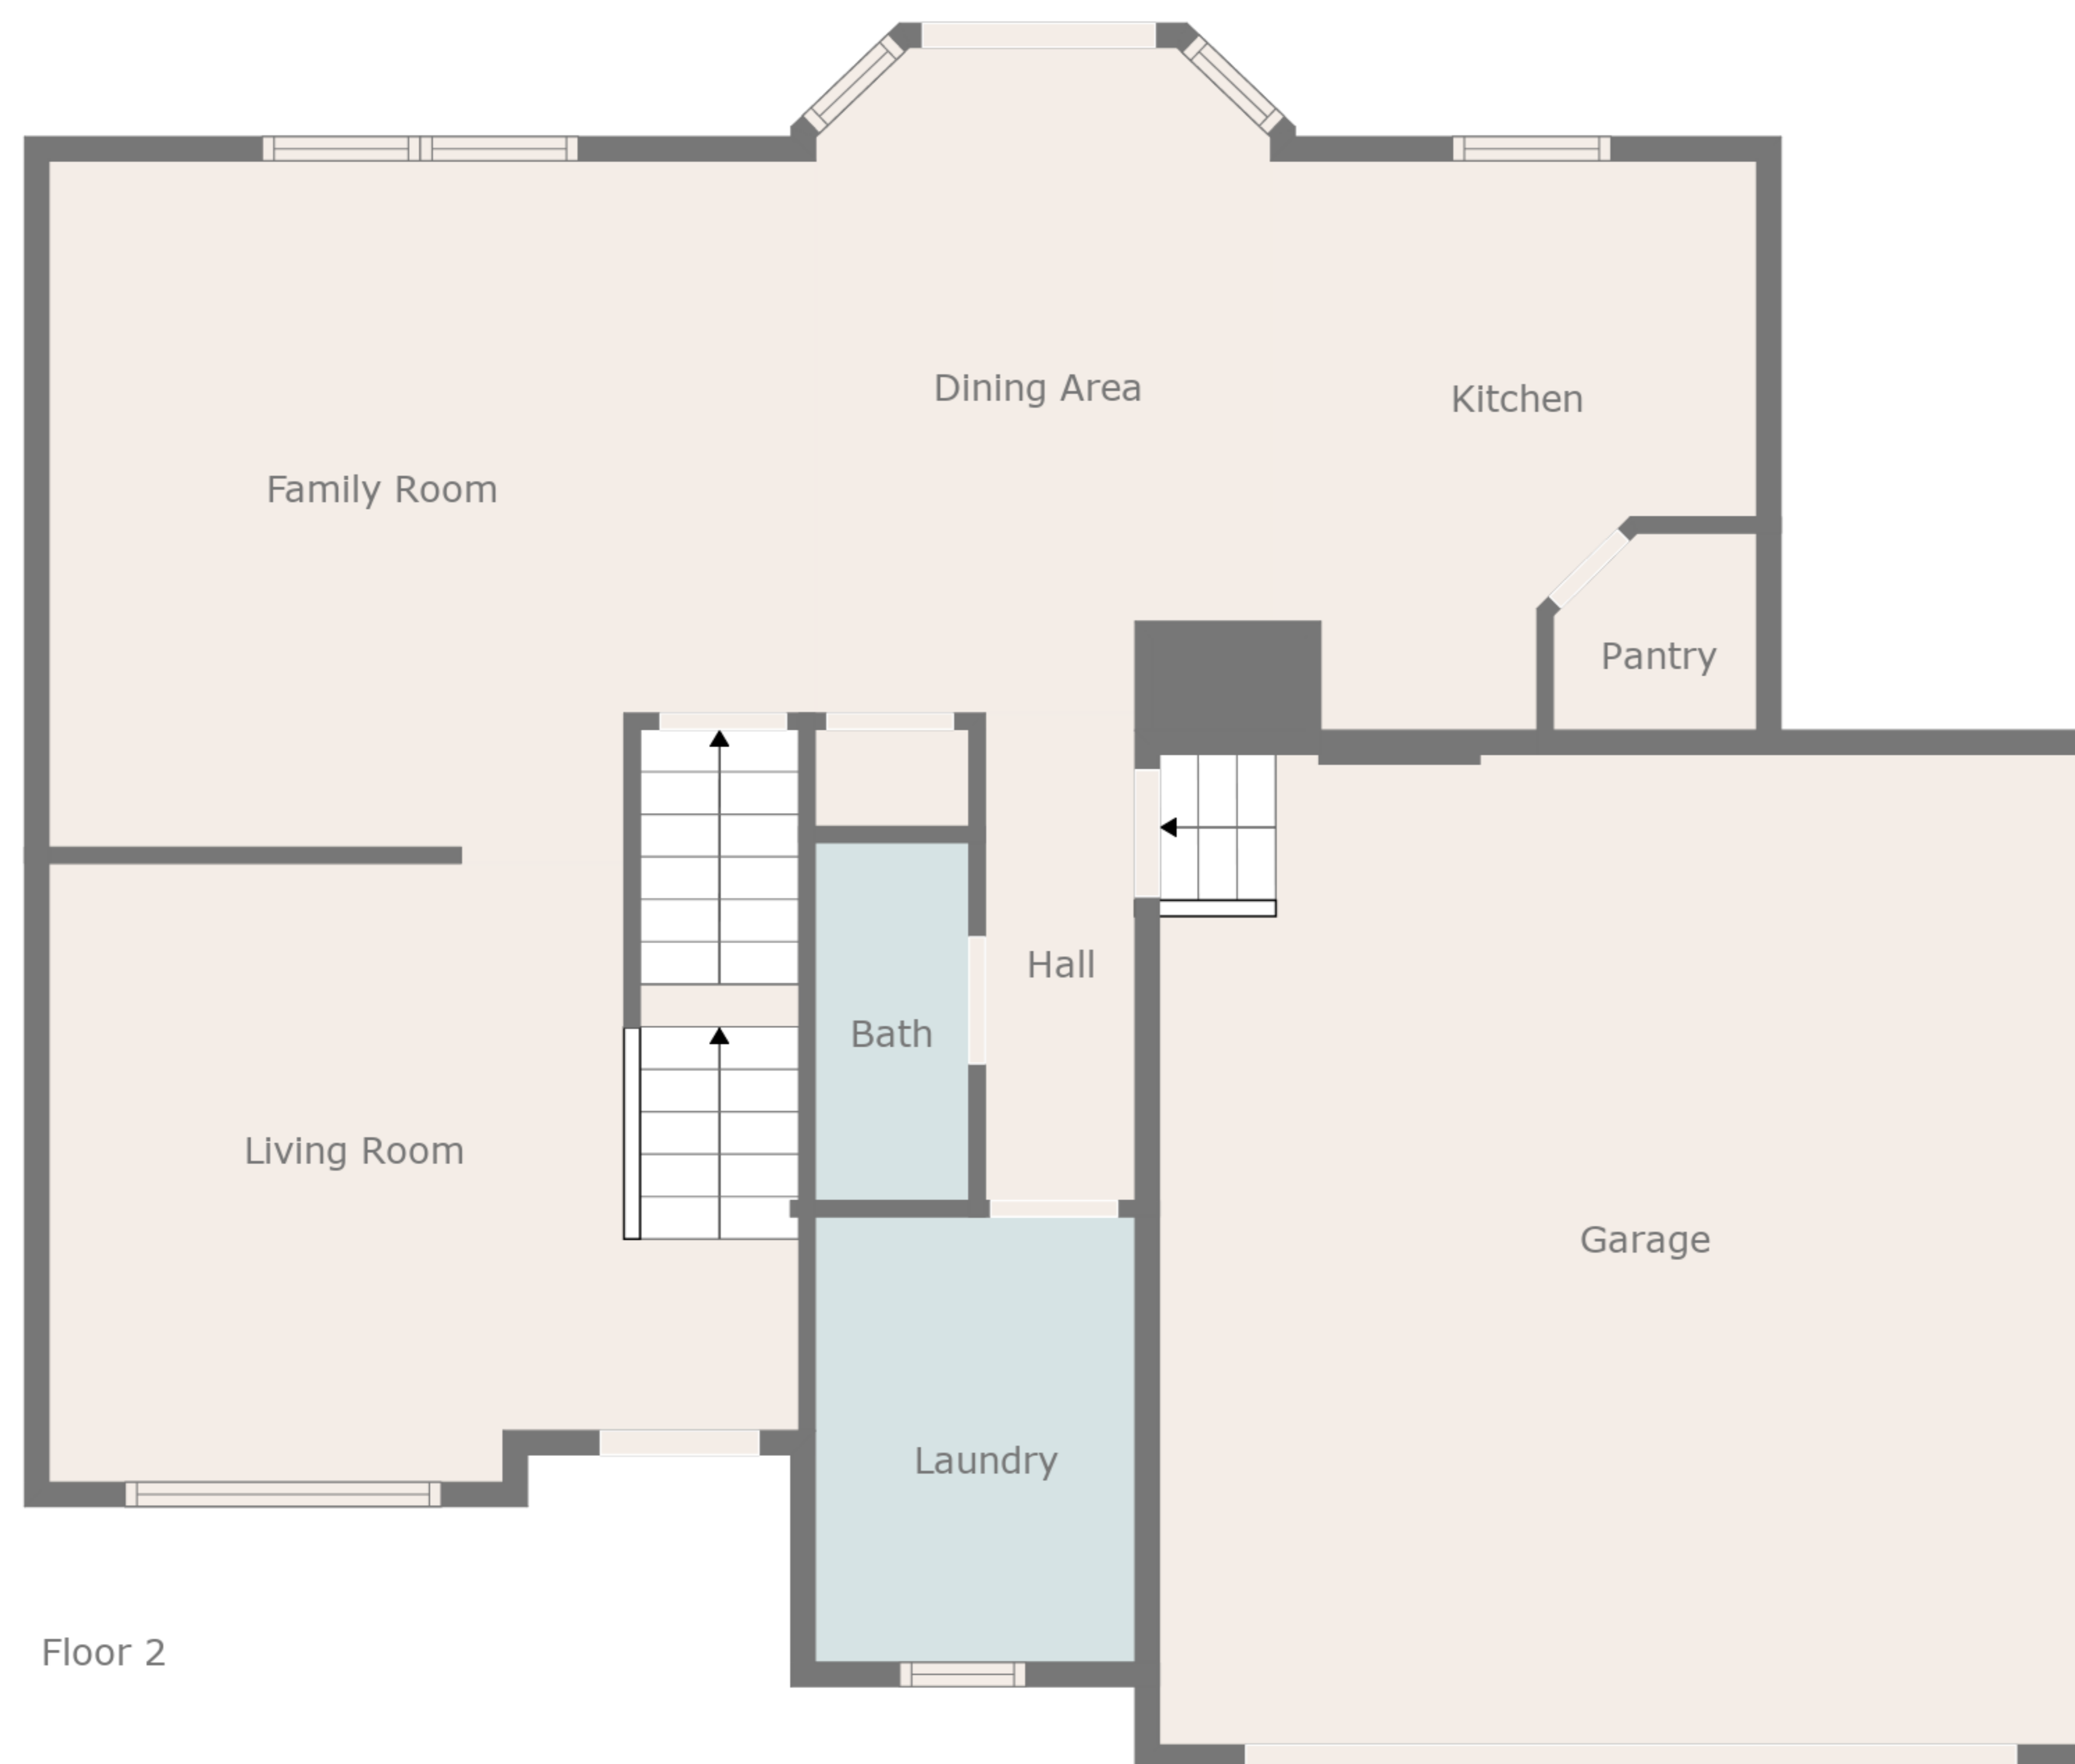 Dining Area
Kitchen
Family Room
Pantry
Hall
Bath
Living Room
Garage
Laundry
Floor 2